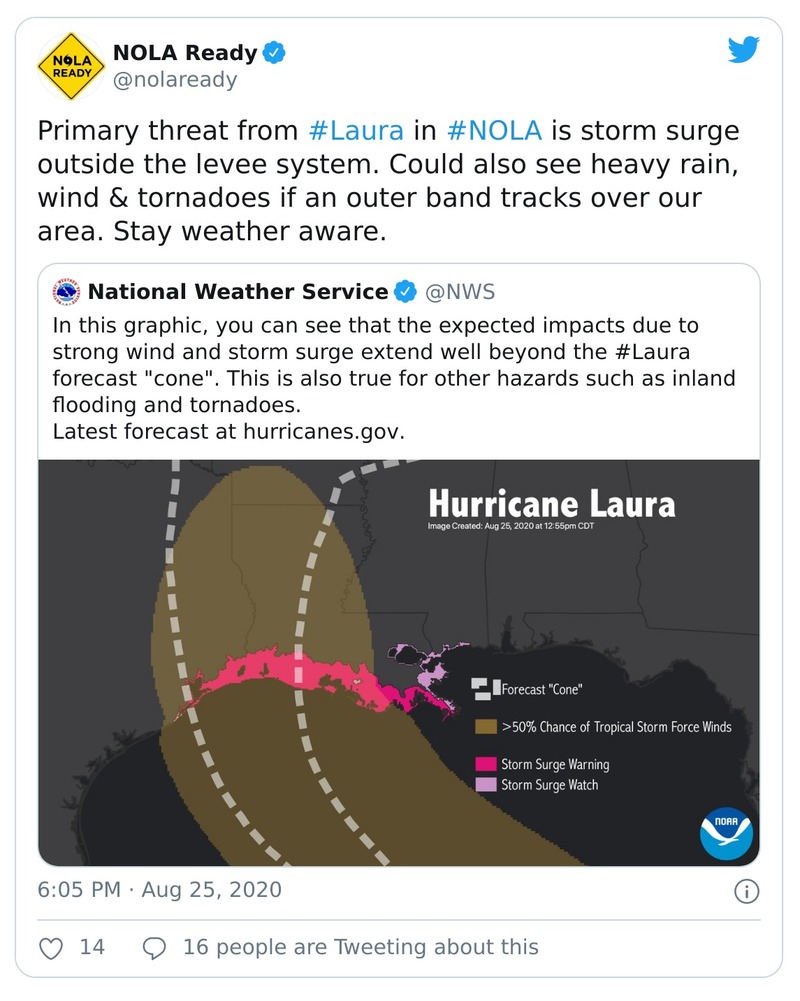 NOLA
READY
NOLA Ready
@nolaready
Primary threat from #Laura in #NOLA is storm surge
outside the levee system. Could also see heavy rain,
wind & tornadoes if an outer band tracks over our
area. Stay weather aware.
National Weather Service @NWS
In this graphic, you can see that the expected impacts due to
strong wind and storm surge extend well beyond the #Laura
forecast "cone". This is also true for other hazards such as inland
flooding and tornadoes.
Latest forecast at hurricanes.gov.
Hurricane Laura
Image Created: Aug 25, 2020 at 12:55pm CDT
Forecast "Cone"
>50% Chance of Tropical Storm Force Winds
Storm Surge Warning
Storm Surge Watch
NOAA
6:05 PM · Aug 25, 2020
14
16 people are Tweeting about this